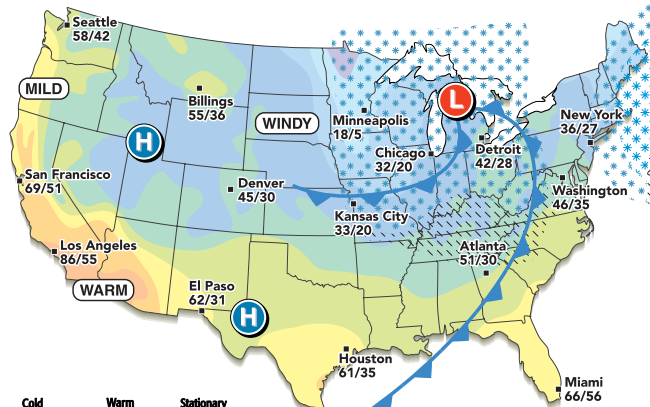 Seattle
58/42
MILD
Billings
55/36
WINDY
H
L
Minneapolis
18/5
New York
36/27
Chicago
32/20
Detroit
42/28
San Francisco
69/51
Denver
45/30
Washington
46/35
Kansas City
33/20
Los Angeles
86/55
Atlanta
51/30
WARM
El Paso
62/31
H
Houston
61/35
Miami
66/56
Cold
Warm
Stationary